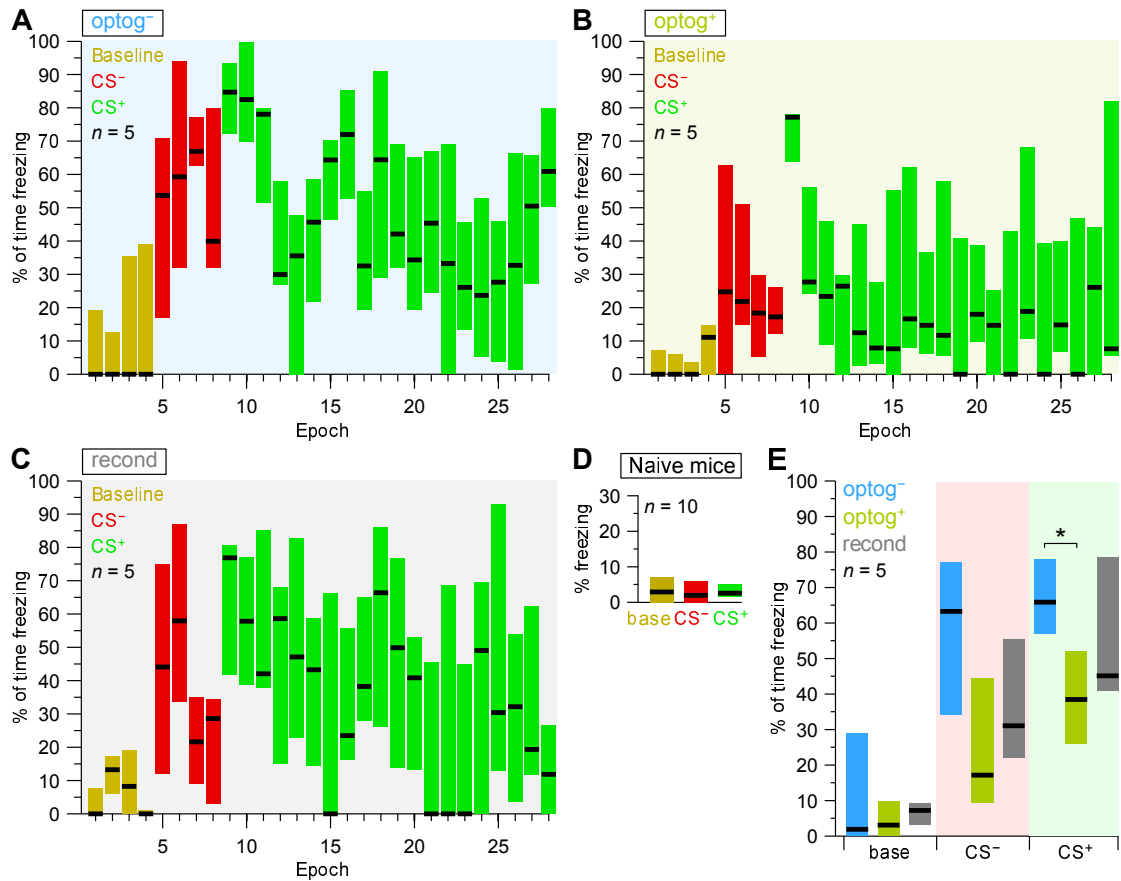 A
optog⁻
100
90
80
70
60
50
40
30
20
10
0
% of time freezing
Baseline
CS⁻
CS⁺
n = 5
5
10
15
20
25
Epoch
B
optog⁺
100
90
80
70
60
50
40
30
20
10
0
% of time freezing
Baseline
CS⁻
CS⁺
n = 5
5
10
15
20
25
Epoch
C
recond
100
90
80
70
60
50
40
30
20
10
0
% of time freezing
Baseline
CS⁻
CS⁺
n = 5
5
10
15
20
25
Epoch
D
Naive mice
30
20
10
0
% freezing
n = 10
base CS⁻ CS⁺
E
100
90
80
70
60
50
40
30
20
10
0
% of time freezing
optog⁻
optog⁺
recond
n = 5
*
base CS⁻ CS⁺